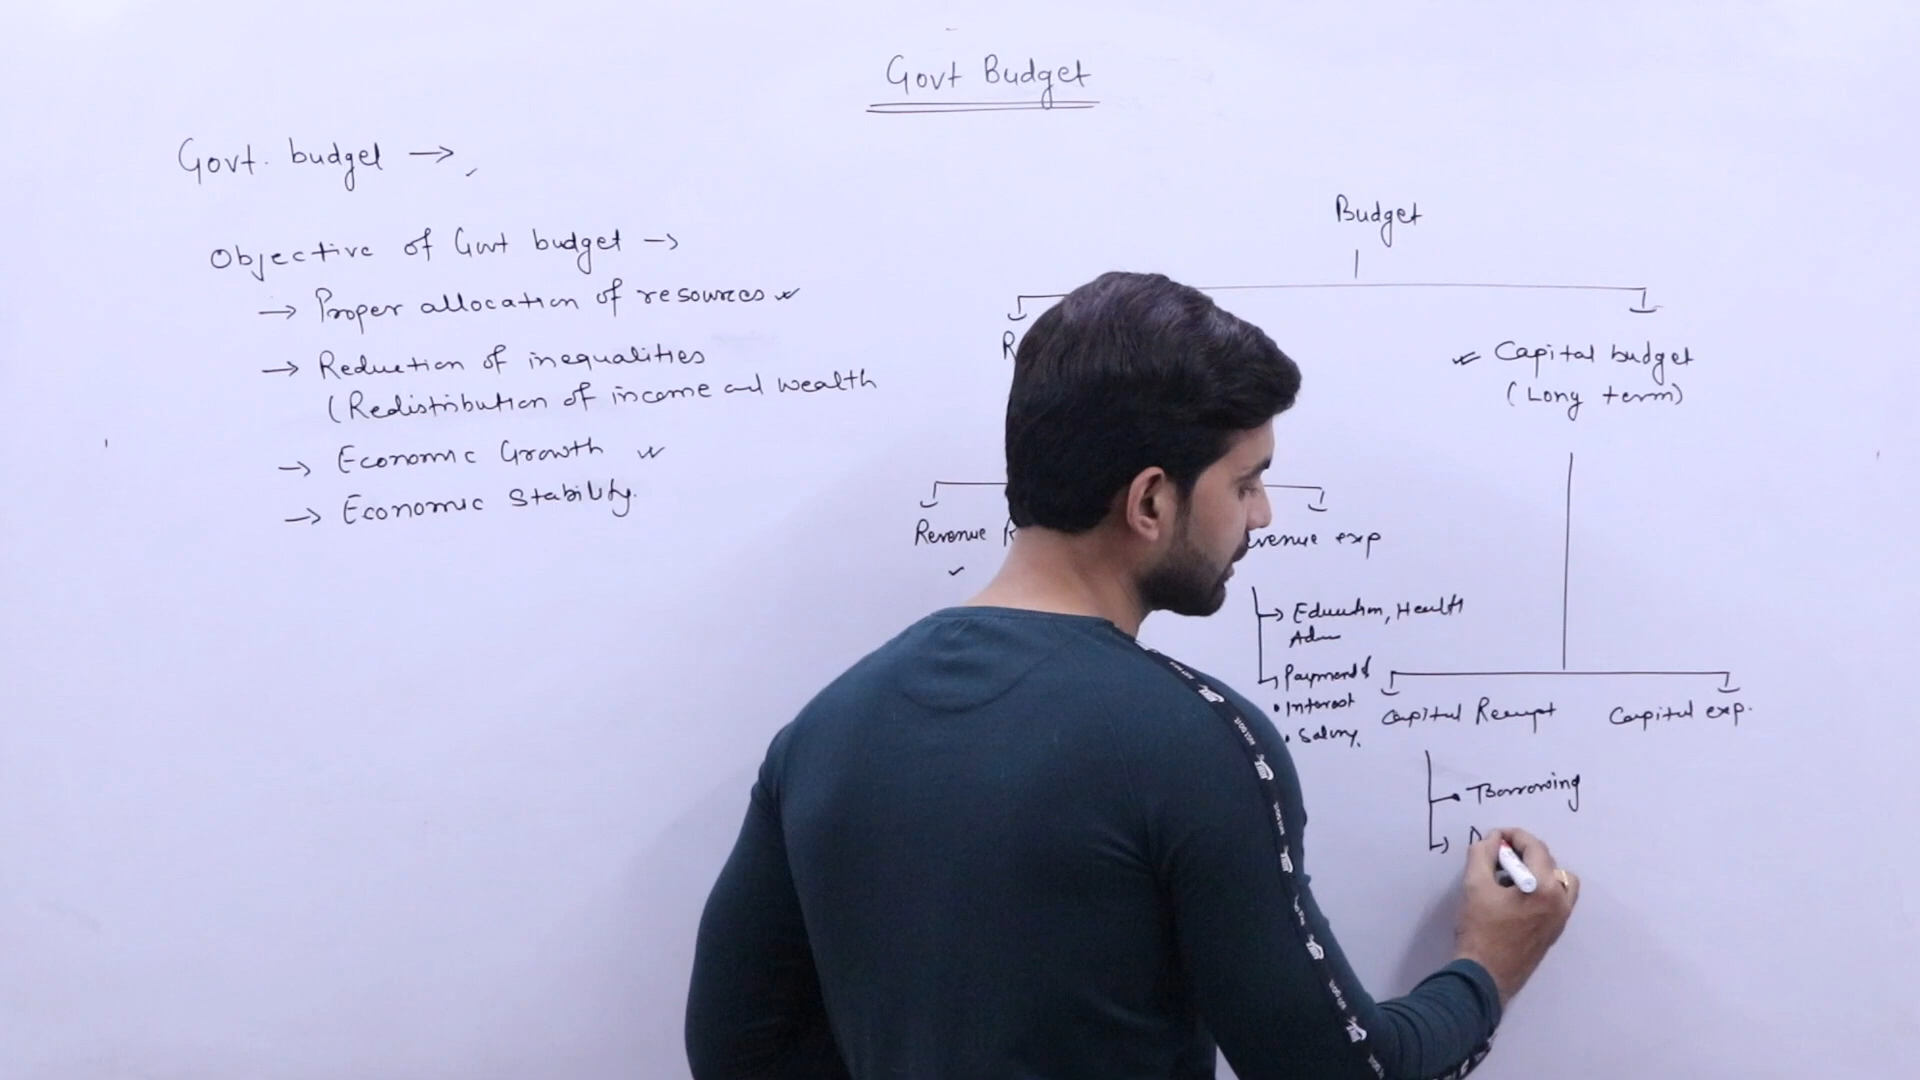 Govt Budget
Govt. budget →
Objective of Govt budget →
→ Proper allocation of resources
→ Reduction of inequalities
(Redistribution of income and wealth
→ Economic Growth
→ Economic Stability.
Budget
Capital budget
(Long term)
Revenue
Revenue exp
→ Education, Health
Adm
→ Payment of
• Interest
• Salary.
Capital Receipt
Capital exp.
Borrowing